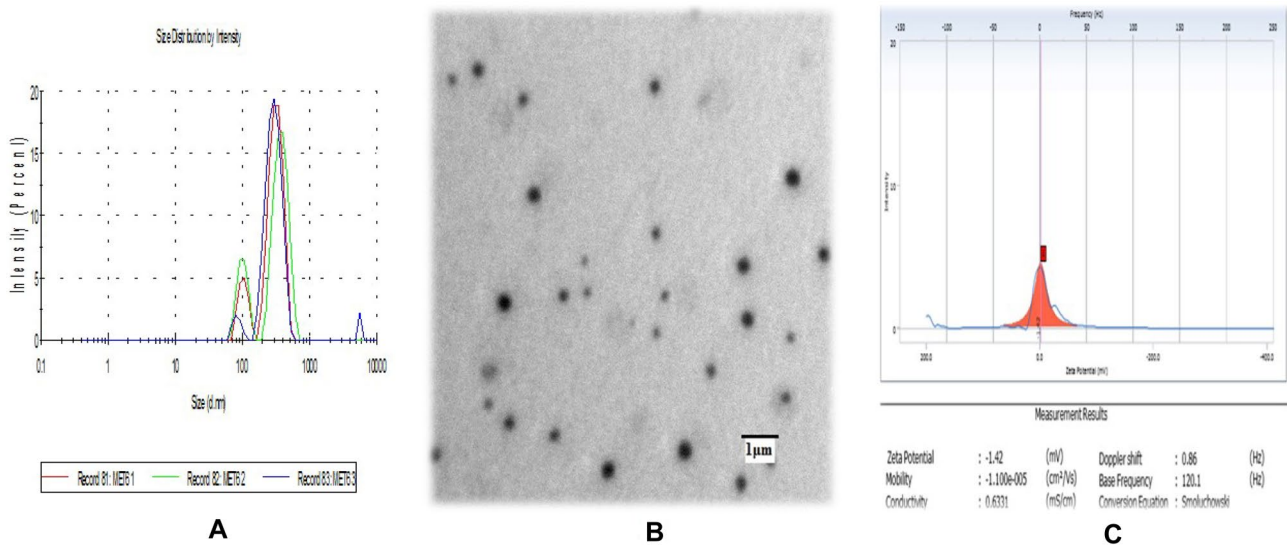 Size Distribution by Intensity
20
15
10
5
0
0.1 1 10 100 1000 10000
Intensity (Percent)
Size (d.nm)
Record 81: MET6 1 Record 82: MET6 2 Record 83: MET6 3
A
1µm
B
Frequency (Hz)
-150 -100 -50 0 50 100 150 200 250
20
10
0
Intensity
200.0 0.0 -200.0 -400.0
Zeta Potential (mV)
Measurement Results
Zeta Potential : -1.42 (mV) Doppler shift : 0.86 (Hz)
Mobility : -1.100e-005 (cm²/Vs) Base Frequency : 120.1 (Hz)
Conductivity : 0.6331 (mS/cm) Conversion Equation : Smoluchowski
C